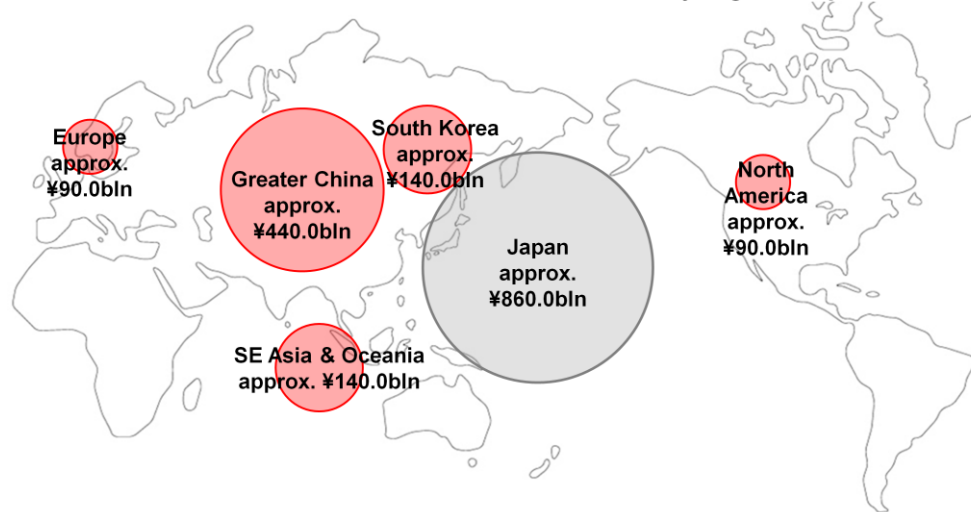 Europe
approx.
¥90.0bln
Greater China
approx.
¥440.0bln
South Korea
approx.
¥140.0bln
Japan
approx.
¥860.0bln
North
America
approx.
¥90.0bln
SE Asia & Oceania
approx. ¥140.0bln